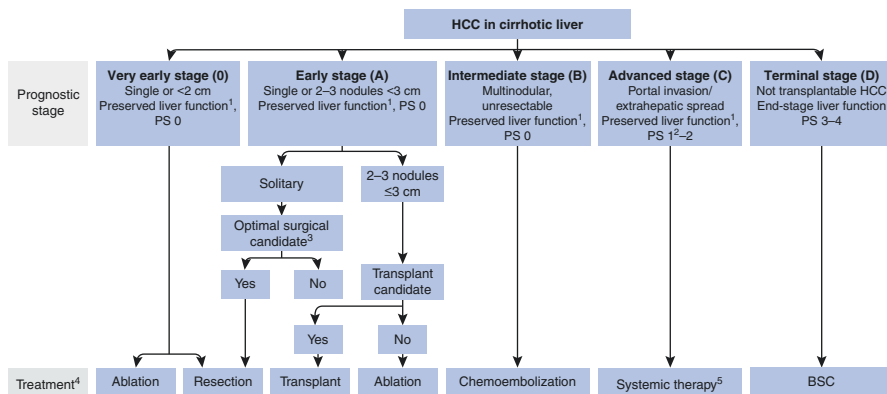 HCC in cirrhotic liver
Prognostic
stage
Very early stage (0)
Single or <2 cm
Preserved liver function¹,
PS 0
Early stage (A)
Single or 2–3 nodules <3 cm
Preserved liver function¹, PS 0
Intermediate stage (B)
Multinodular,
unresectable
Preserved liver function¹,
PS 0
Advanced stage (C)
Portal invasion/
extrahepatic spread
Preserved liver function¹,
PS 1²–2
Terminal stage (D)
Not transplantable HCC
End-stage liver function
PS 3–4
Solitary
2–3 nodules
≤3 cm
Optimal surgical
candidate³
Yes
No
Transplant
candidate
Yes
No
Treatment⁴
Ablation
Resection
Transplant
Ablation
Chemoembolization
Systemic therapy⁵
BSC